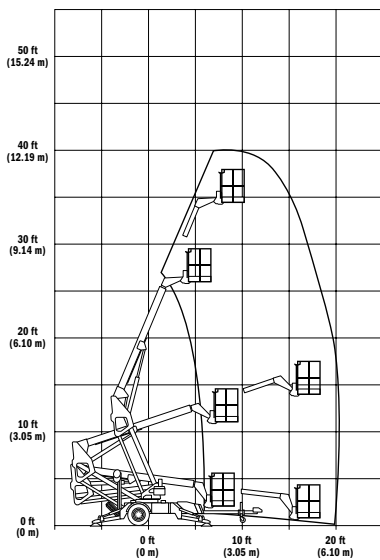 50 ft
(15.24 m)
40 ft
(12.19 m)
30 ft
(9.14 m)
20 ft
(6.10 m)
10 ft
(3.05 m)
0 ft
(0 m)
0 ft
(0 m)
10 ft
(3.05 m)
20 ft
(6.10 m)